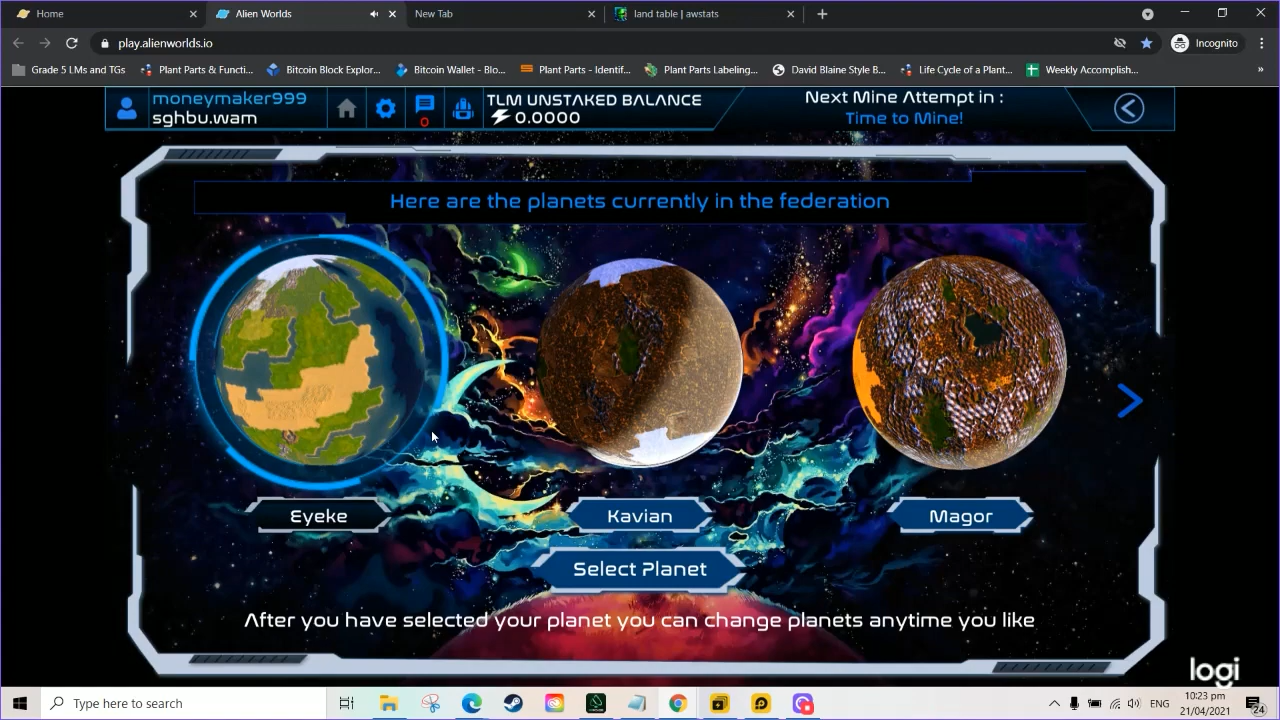 Home
Alien Worlds
New Tab
land table | awstats
play.alienworlds.io
Incognito
Grade 5 LMs and TGs
Plant Parts & Functi...
Bitcoin Block Explor...
Bitcoin Wallet - Blo...
Plant Parts - Identif...
Plant Parts Labeling...
David Blaine Style B...
Life Cycle of a Plant...
Weekly Accomplish...
»
moneymaker999
sghbu.wam
0
TLM UNSTAKED BALANCE
0.0000
Next Mine Attempt in :
Time to Mine!
Here are the planets currently in the federation
Eyeke
Kavian
Magor
Select Planet
After you have selected your planet you can change planets anytime you like
logi
Type here to search
10:23 pm
21/04/2021
24